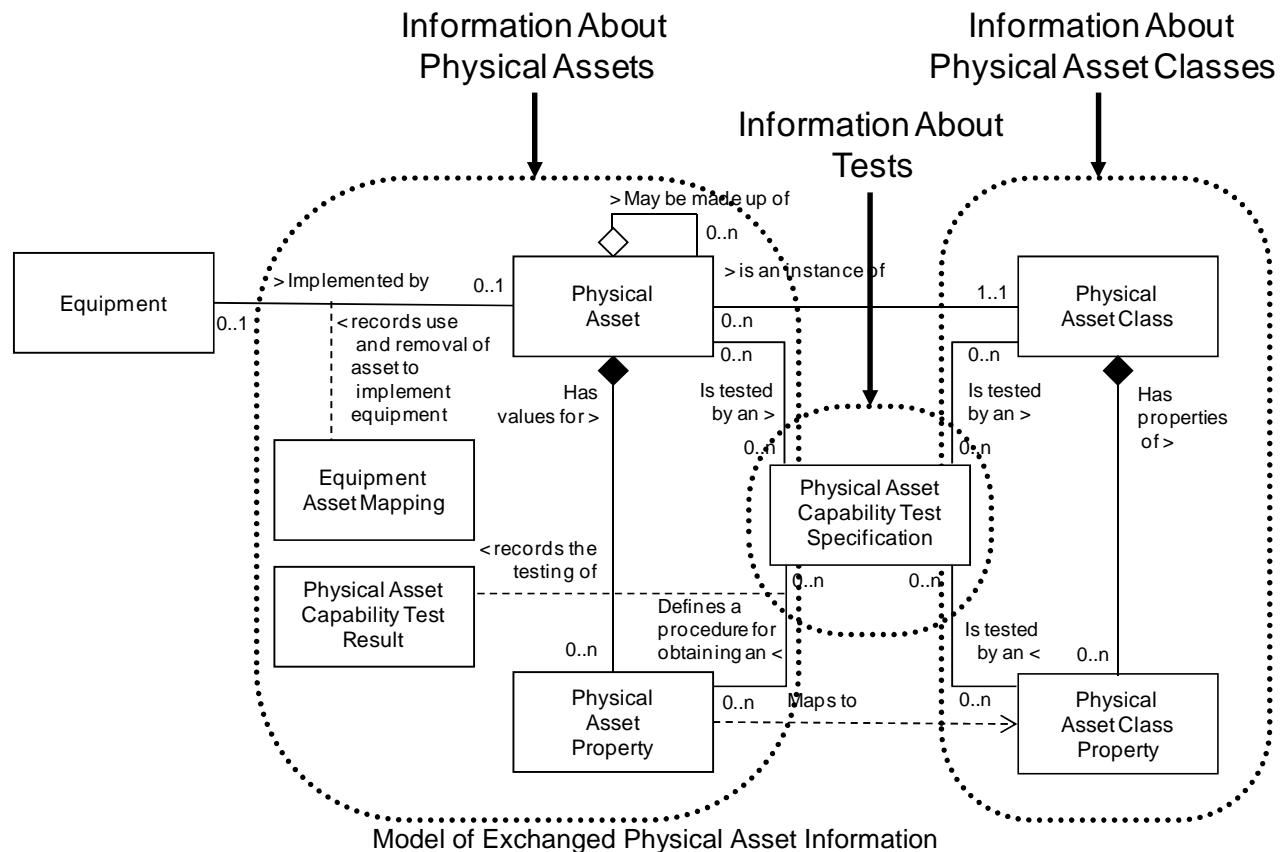 Information About
Physical Assets
Information About
Physical Asset Classes
Information About
Tests
> May be made up of
0..n
Equipment
> Implemented by
0..1
0..1
Physical
Asset
> is an instance of
1..1
0..n
Physical
Asset Class
< records use
and removal of
asset to
implement
equipment
0..n
0..n
Has
values for >
Is tested
by an >
0..n
Is tested
by an >
0..n
Has
properties
of >
Equipment
Asset Mapping
Physical Asset
Capability Test
Specification
< records the
testing of
0..n
0..n
Physical Asset
Capability Test
Result
Defines a
procedure for
obtaining an <
Is tested
by an <
0..n
0..n
0..n
0..n
Maps to
Physical
Asset
Property
Physical
Asset Class
Property
Model of Exchanged Physical Asset Information